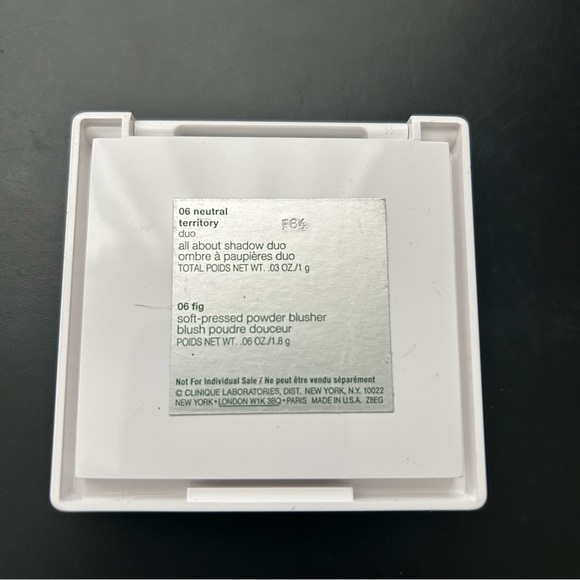 06 neutral
territory
duo
F64
all about shadow duo
ombre à paupières duo
TOTAL POIDS NET WT. .03 OZ./1 g
06 fig
soft-pressed powder blusher
blush poudre douceur
POIDS NET WT. .06 OZ./1.8 g
Not For Individual Sale / Ne peut être vendu séparément
© CLINIQUE LABORATORIES, DIST. NEW YORK, N.Y. 10022
NEW YORK • LONDON W1K 3BQ • PARIS MADE IN U.S.A. Z8EG